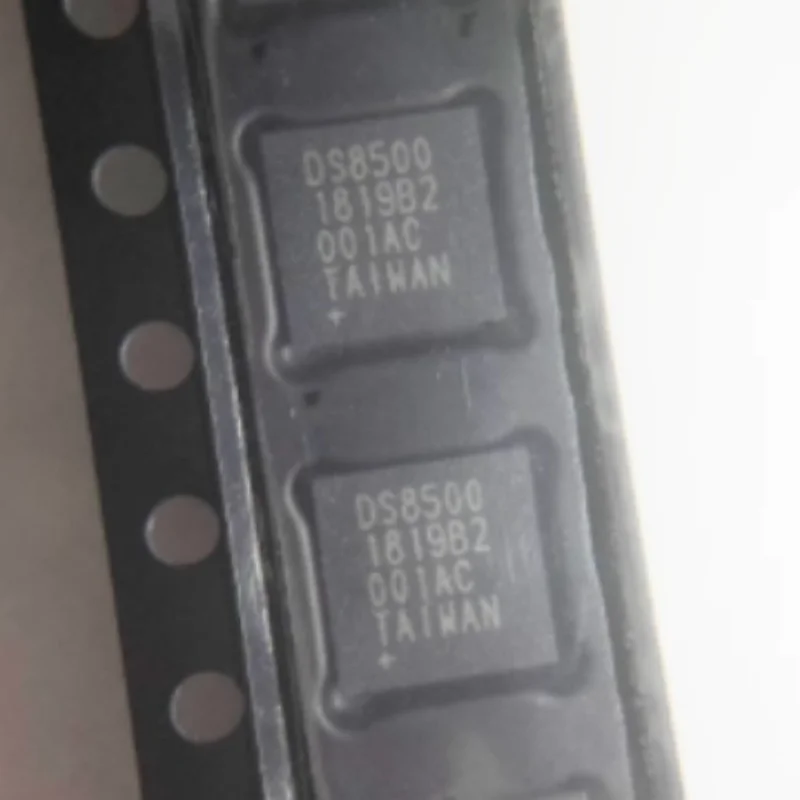 DS8500
1819B2
001AC
TAIWAN
+
DS8500
1819B2
001AC
TAIWAN
+